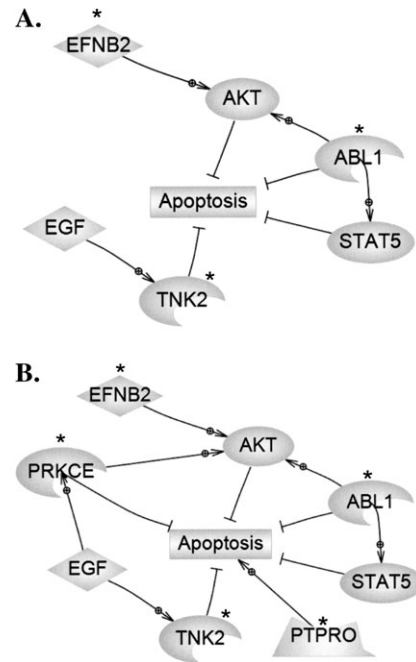 A.
*
EFNB2
AKT
*
ABL1
Apoptosis
EGF
STAT5
*
TNK2
B.
*
EFNB2
*
AKT
PRKCE
*
ABL1
Apoptosis
EGF
STAT5
*
TNK2
*
PTPRO